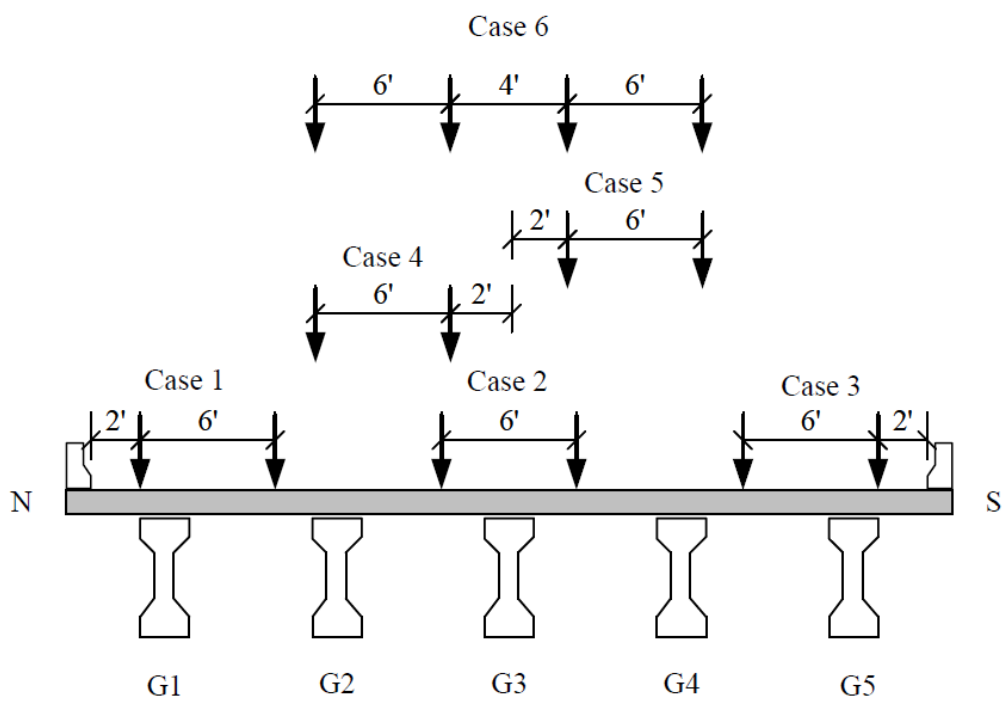 Case 6
6' 4' 6'
Case 5
2' 6'
Case 4
6' 2'
Case 1 Case 2 Case 3
2' 6' 6' 6' 2'
N S
G1 G2 G3 G4 G5